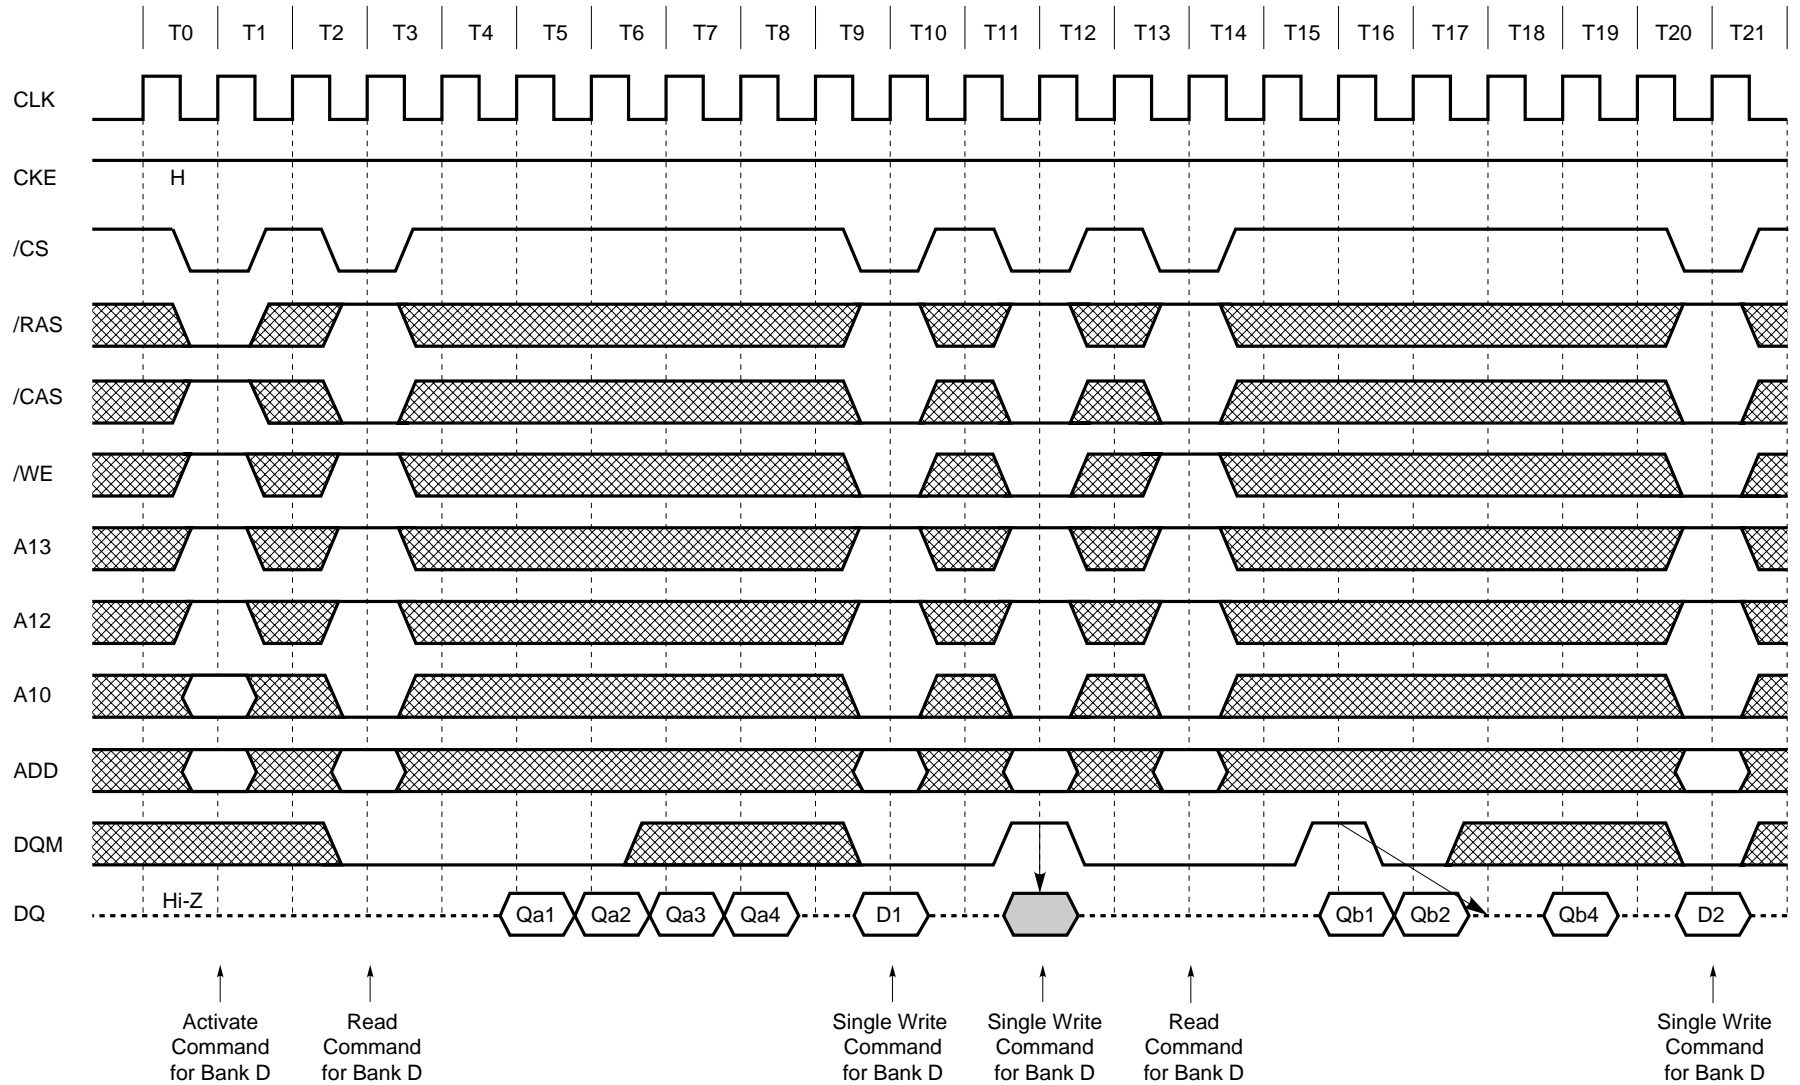 T0 T1 T2 T3 T4 T5 T6 T7 T8 T9 T10 T11 T12 T13 T14 T15 T16 T17 T18 T19 T20 T21
CLK
CKE H
/CS
/RAS
/CAS
/WE
A13
A12
A10
ADD
DQM
DQ Hi-Z Qa1 Qa2 Qa3 Qa4 D1 Qb1 Qb2 Qb4 D2
Activate
Command
for Bank D
Read
Command
for Bank D
Single Write
Command
for Bank D
Single Write
Command
for Bank D
Read
Command
for Bank D
Single Write
Command
for Bank D